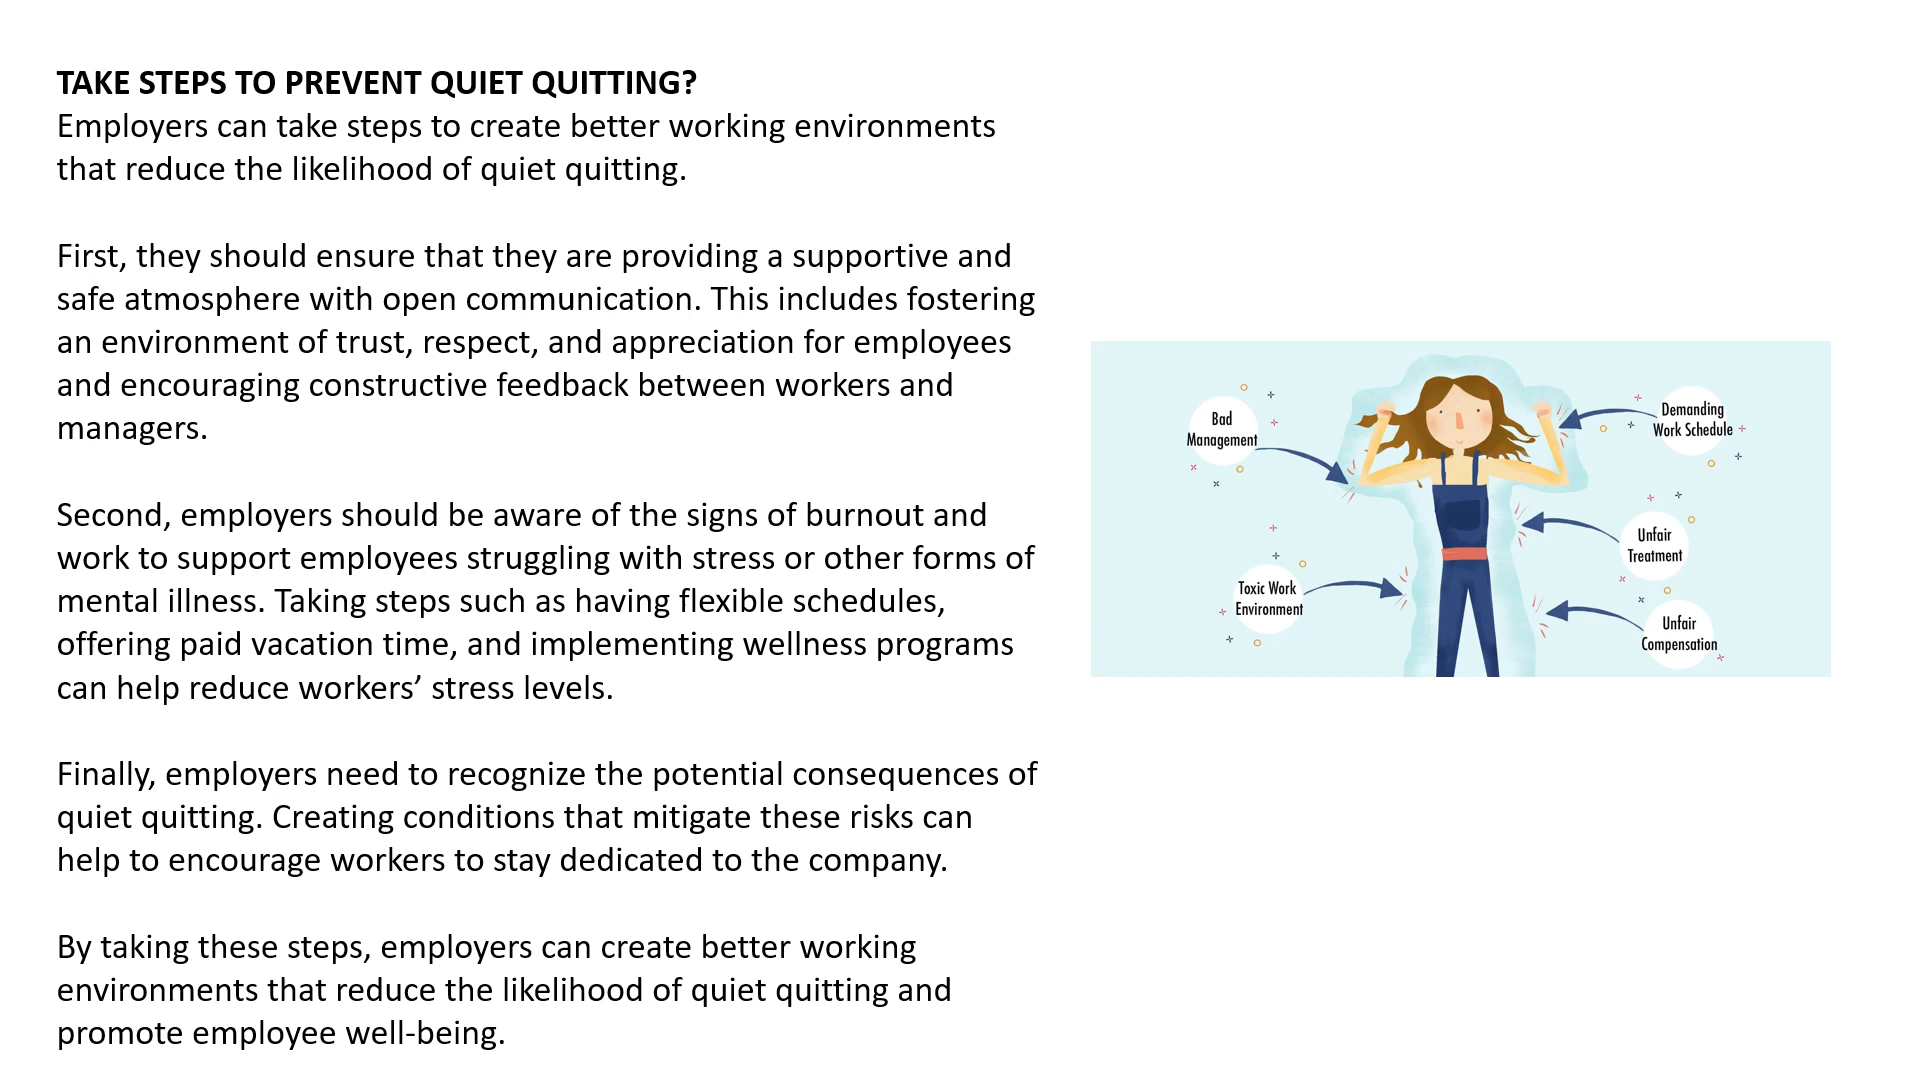 TAKE STEPS TO PREVENT QUIET QUITTING?
Employers can take steps to create better working environments
that reduce the likelihood of quiet quitting.
First, they should ensure that they are providing a supportive and
safe atmosphere with open communication. This includes fostering
an environment of trust, respect, and appreciation for employees
and encouraging constructive feedback between workers and
managers.
Second, employers should be aware of the signs of burnout and
work to support employees struggling with stress or other forms of
mental illness. Taking steps such as having flexible schedules,
offering paid vacation time, and implementing wellness programs
can help reduce workers’ stress levels.
Finally, employers need to recognize the potential consequences of
quiet quitting. Creating conditions that mitigate these risks can
help to encourage workers to stay dedicated to the company.
By taking these steps, employers can create better working
environments that reduce the likelihood of quiet quitting and
promote employee well-being.
Bad
Management
Demanding
Work Schedule
Unfair
Treatment
Toxic Work
Environment
Unfair
Compensation